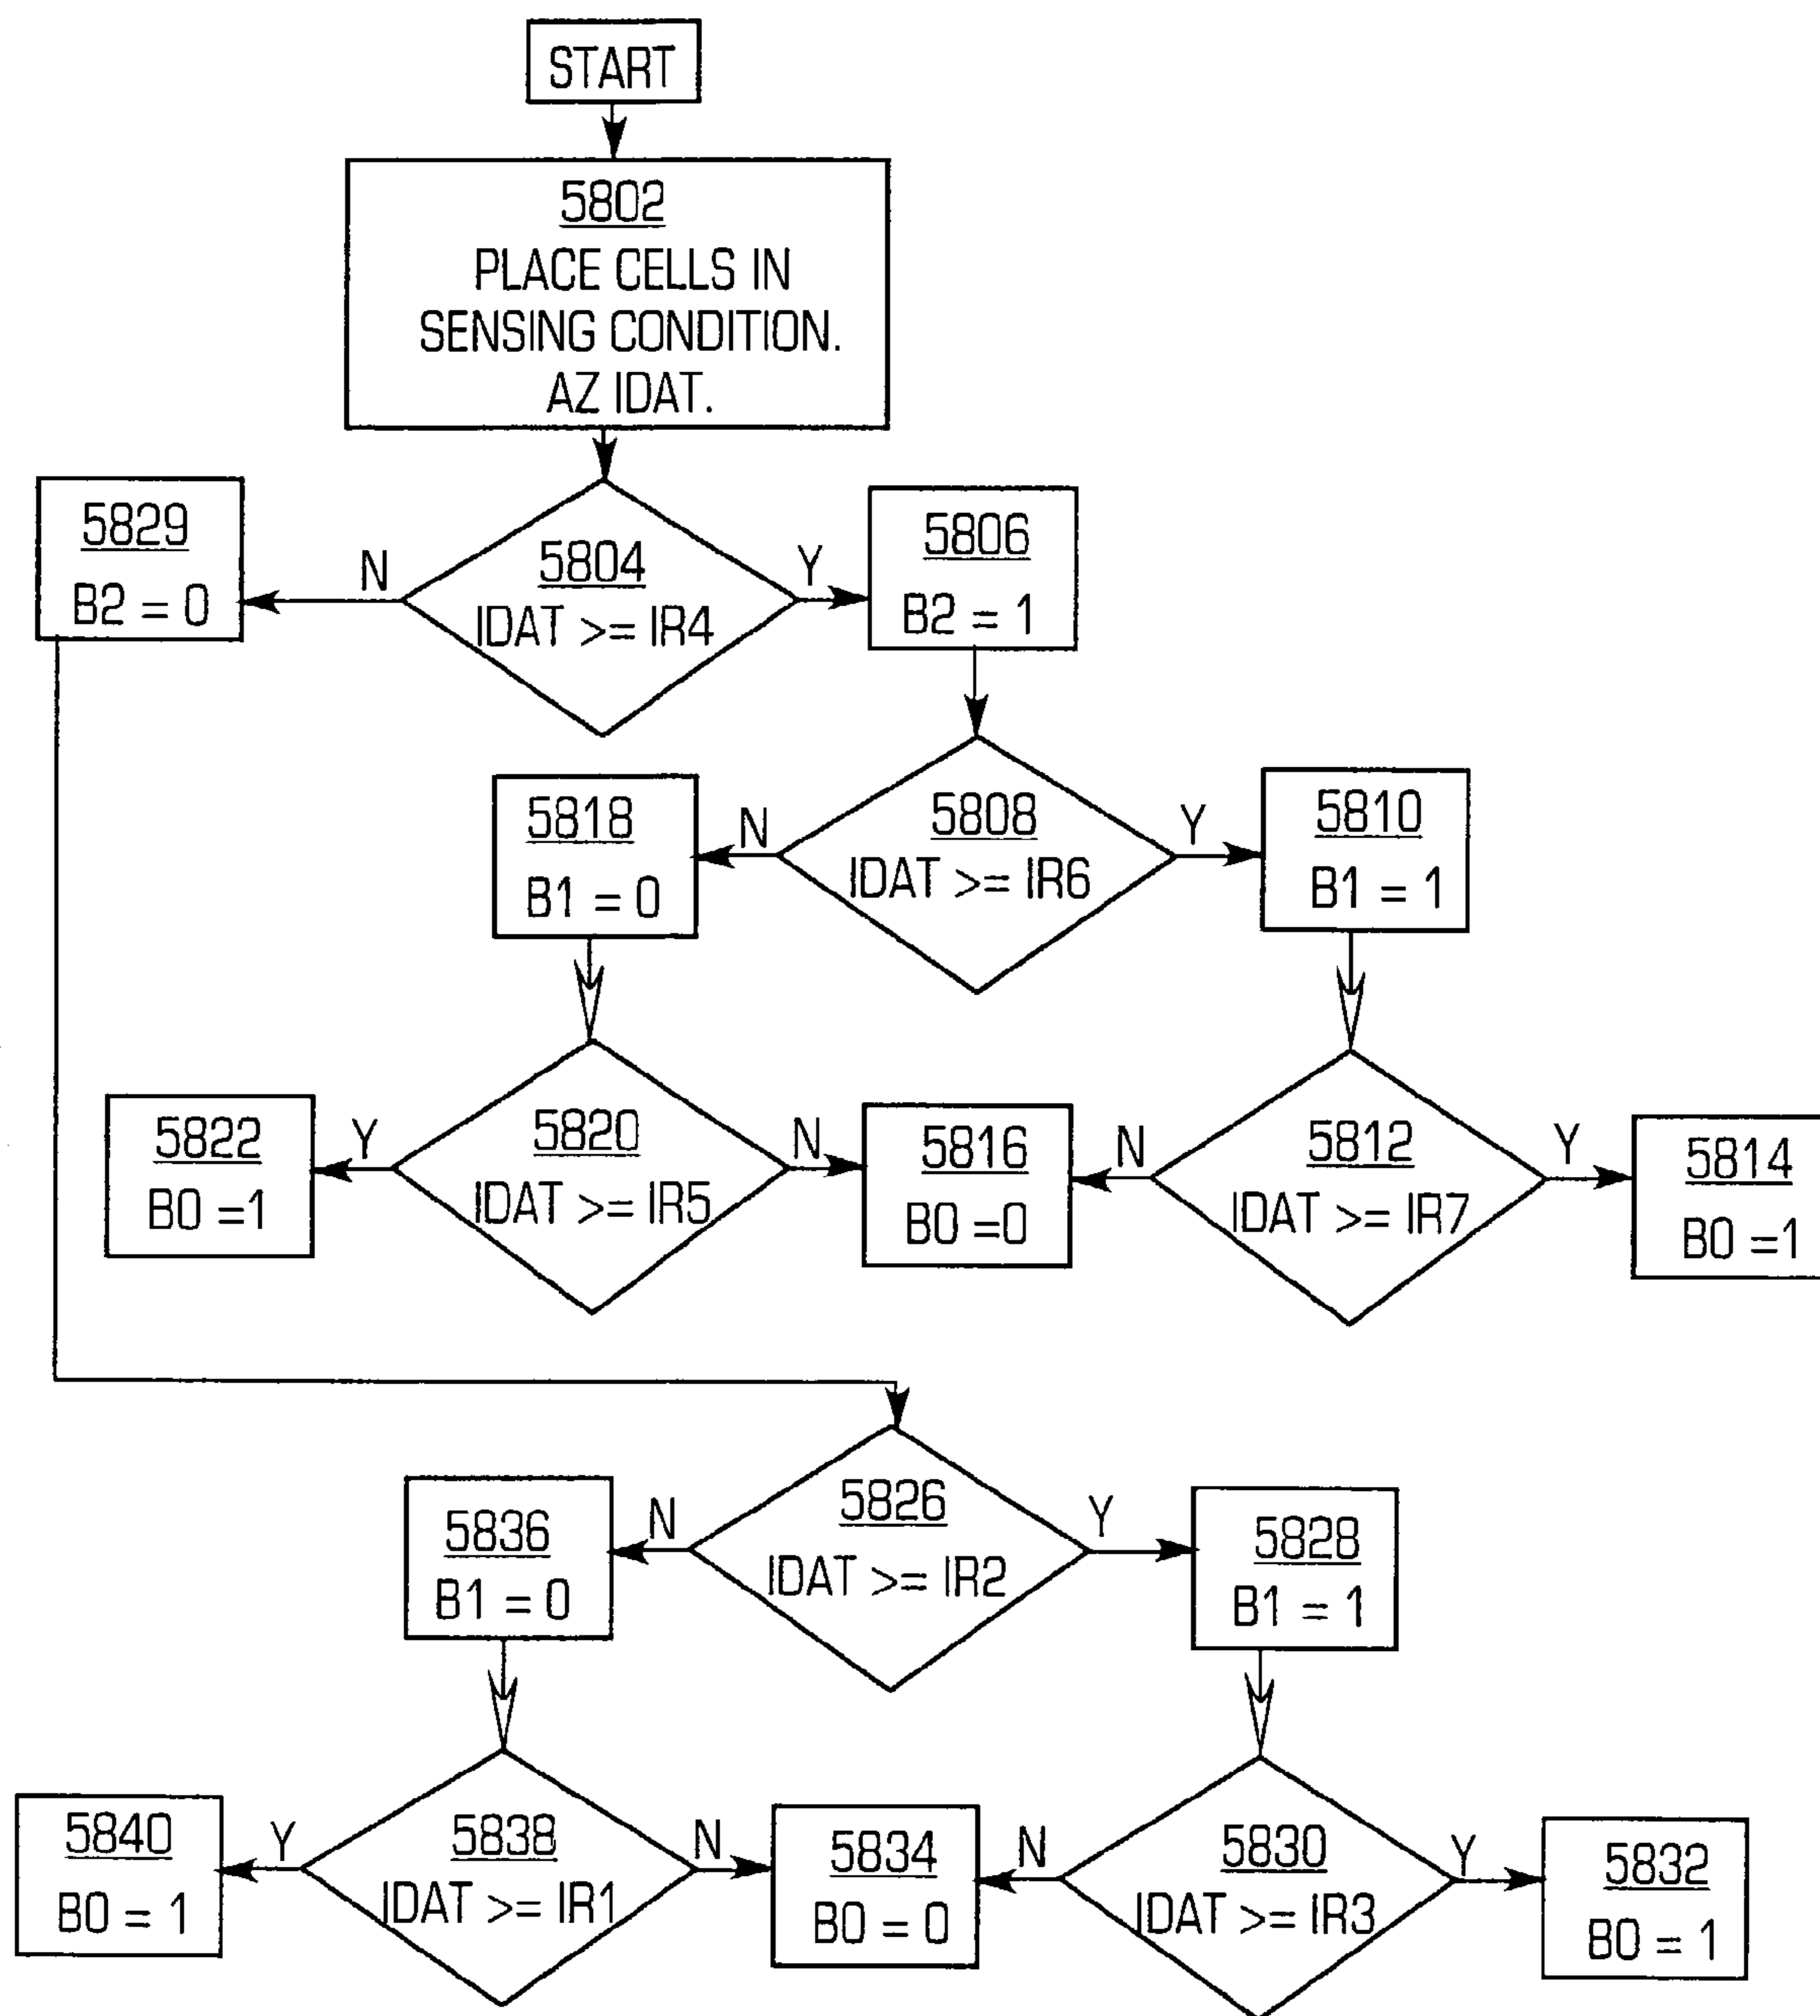 START
5802
PLACE CELLS IN
SENSING CONDITION.
AZ IDAT.
5829
B2 = 0
N
5804
IDAT >= IR4
Y
5806
B2 = 1
5818
B1 = 0
N
5808
IDAT >= IR6
Y
5810
B1 = 1
5822
B0 =1
Y
5820
IDAT >= IR5
N
5816
B0 =0
N
5812
IDAT >= IR7
Y
5814
B0 =1
5836
B1 = 0
N
5826
IDAT >= IR2
Y
5828
B1 = 1
5840
B0 = 1
Y
5838
IDAT >= IR1
N
5834
B0 = 0
N
5830
IDAT >= IR3
Y
5832
B0 = 1